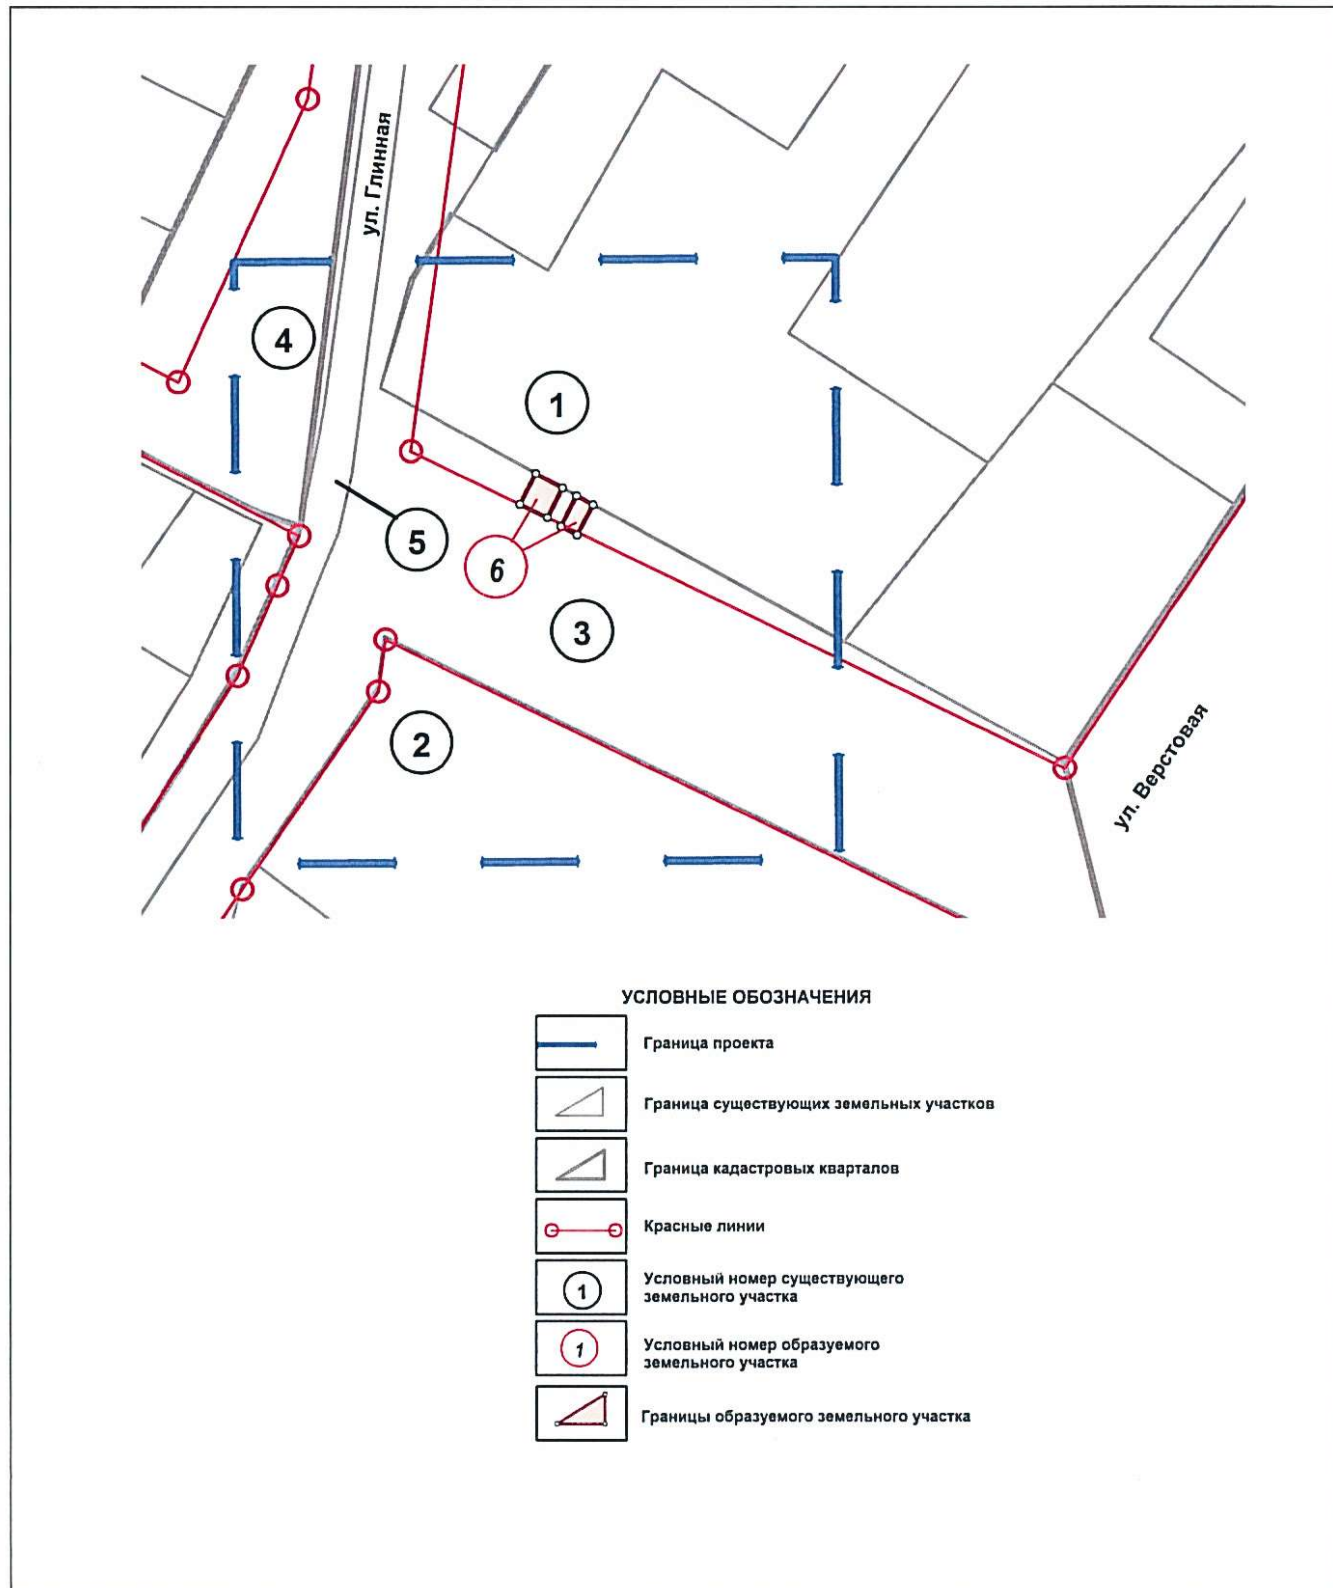 ул. Глинная
4
1
5
6
3
2
ул. Верстовая
УСЛОВНЫЕ ОБОЗНАЧЕНИЯ
Граница проекта
Граница существующих земельных участков
Граница кадастровых кварталов
Красные линии
1
Условный номер существующего
земельного участка
1
Условный номер образуемого
земельного участка
Границы образуемого земельного участка